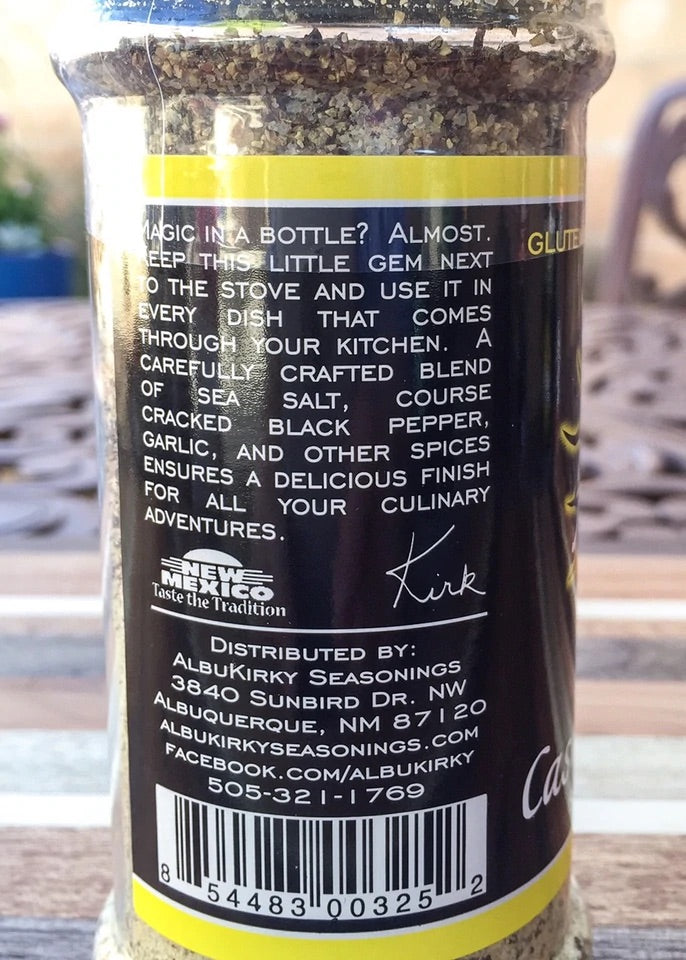 MAGIC IN A BOTTLE? ALMOST.
KEEP THIS LITTLE GEM NEXT
TO THE STOVE AND USE IT IN
EVERY DISH THAT COMES
THROUGH YOUR KITCHEN. A
CAREFULLY CRAFTED BLEND
OF SEA SALT, COURSE
CRACKED BLACK PEPPER,
GARLIC, AND OTHER SPICES
ENSURES A DELICIOUS FINISH
FOR ALL YOUR CULINARY
ADVENTURES.
NEW
MEXICO
Taste the Tradition
Kirk
DISTRIBUTED BY:
ALBUKIRKY SEASONINGS
3840 SUNBIRD DR. NW
ALBUQUERQUE, NM 87120
ALBUKIRKYSEASONINGS.COM
FACEBOOK.COM/ALBUKIRKY
505-321-1769
8 54483 00325 2
GLUTE
Cas